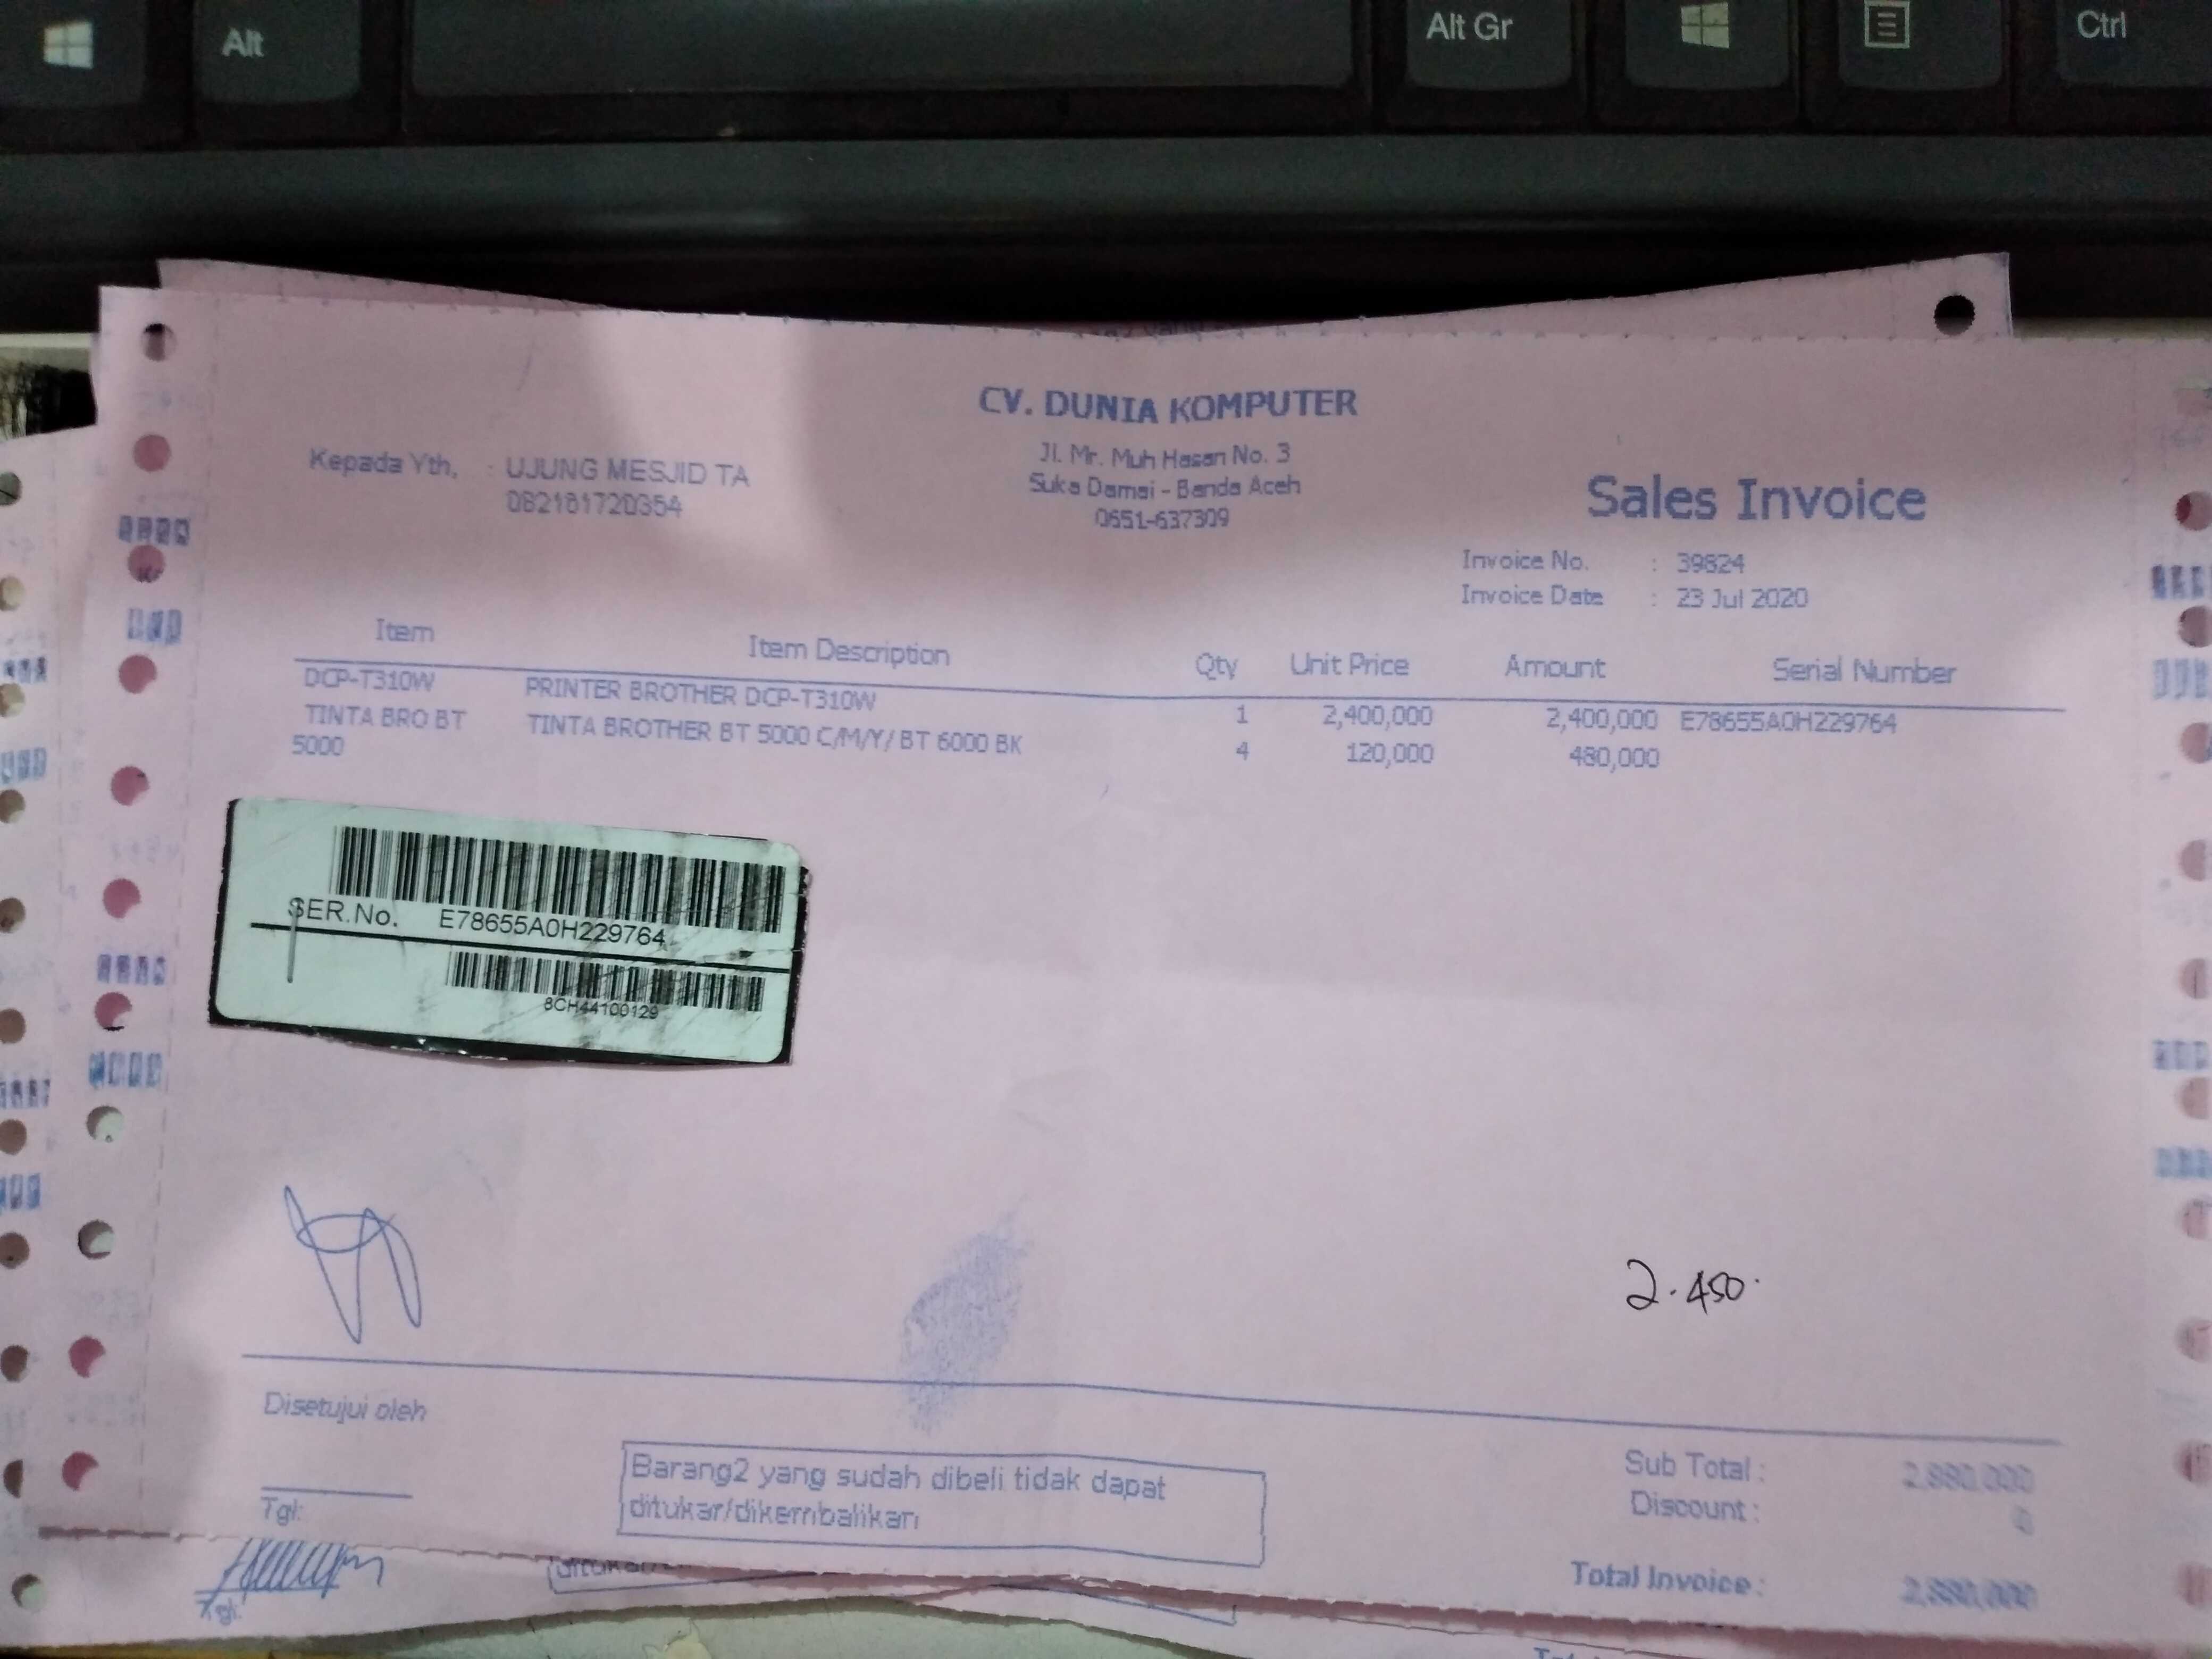 Alt
Alt Gr
Ctrl
CV. DUNIA KOMPUTER
Jl. Mr. Muh Hasan No. 3
Suka Damai - Banda Aceh
0651-637309
Kepada Yth. : UJUNG MESJID TA
082181720354
Sales Invoice
Invoice No. : 39824
Invoice Date : 23 Jul 2020
Item Item Description Qty Unit Price Amount Serial Number
DCP-T310W PRINTER BROTHER DCP-T310W 1 2,400,000 2,400,000 E78655A0H229764
TINTA BRO BT TINTA BROTHER BT 5000 C/M/Y/ BT 6000 BK 4 120,000 480,000
5000
SER.No. E78655A0H229764
8CH44100129
2.450.
Disetujui oleh
Tgl:
Barang2 yang sudah dibeli tidak dapat
ditukar/dikembalikan
Sub Total : 2,880,000
Discount : 0
Total Invoice : 2,880,000
ditukar/
Tgl: